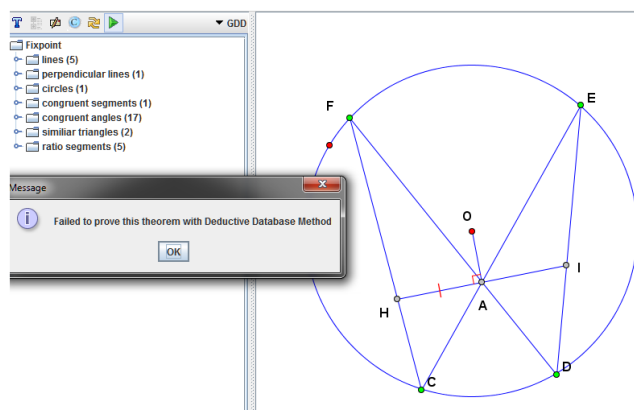 GDD
Fixpoint
lines (5)
perpendicular lines (1)
circles (1)
congruent segments (1)
congruent angles (17)
similiar triangles (2)
ratio segments (5)
Message
Failed to prove this theorem with Deductive Database Method
OK
F
E
O
I
A
H
D
C